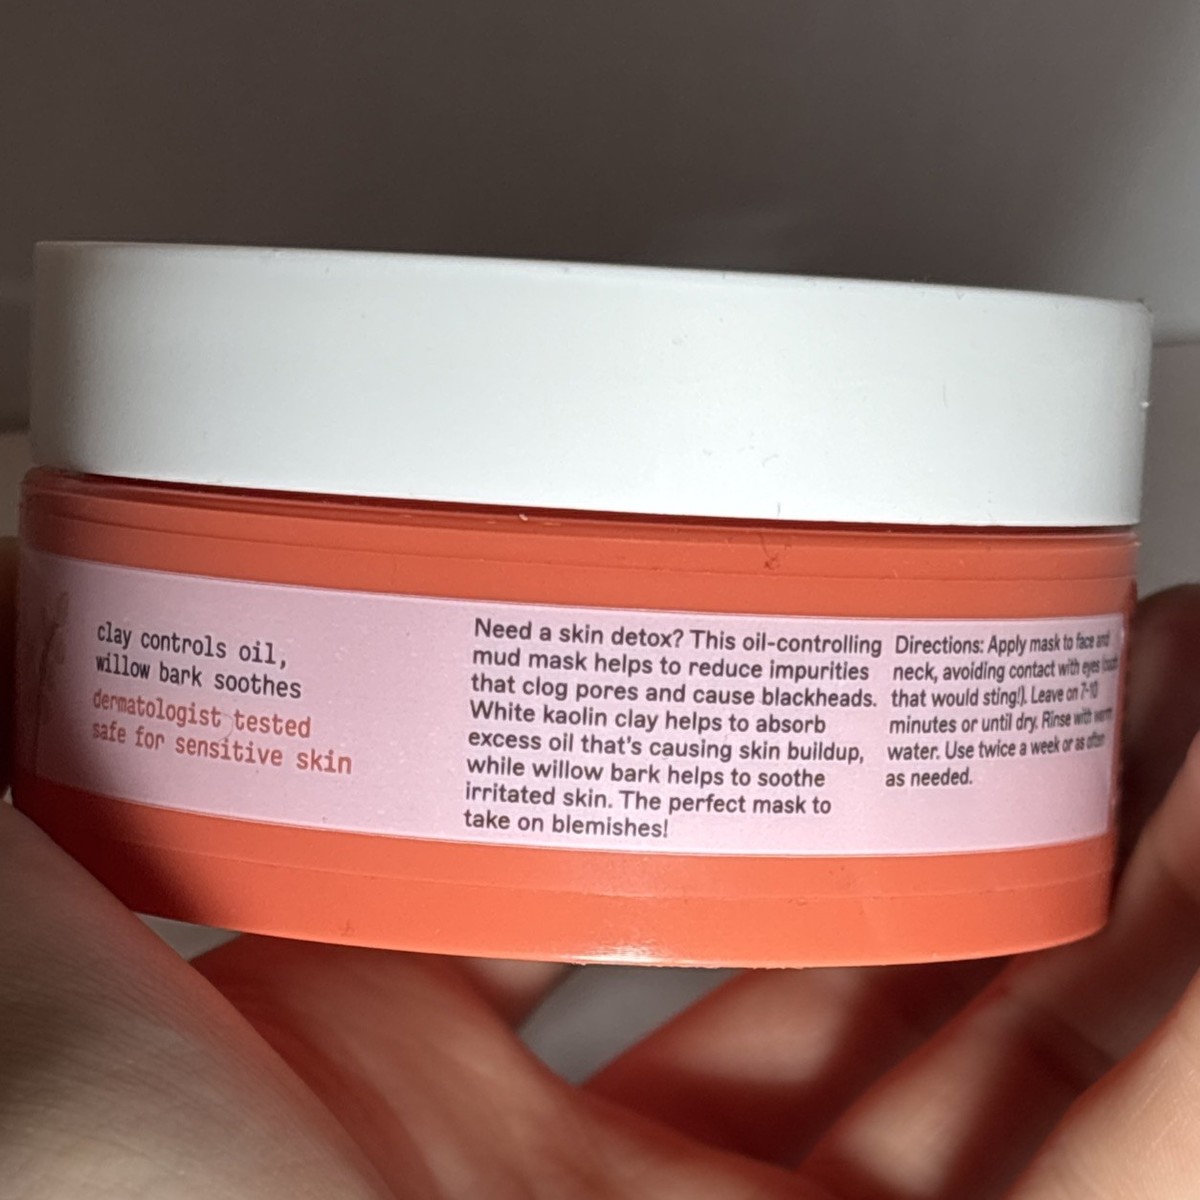 clay controls oil,
willow bark soothes
dermatologist tested
safe for sensitive skin
Need a skin detox? This oil-controlling
mud mask helps to reduce impurities
that clog pores and cause blackheads.
White kaolin clay helps to absorb
excess oil that's causing skin buildup,
while willow bark helps to soothe
irritated skin. The perfect mask to
take on blemishes!
Directions: Apply mask to face and
neck, avoiding contact with eyes (ouch
that would sting!). Leave on 7-10
minutes or until dry. Rinse with warm
water. Use twice a week or as often
as needed.